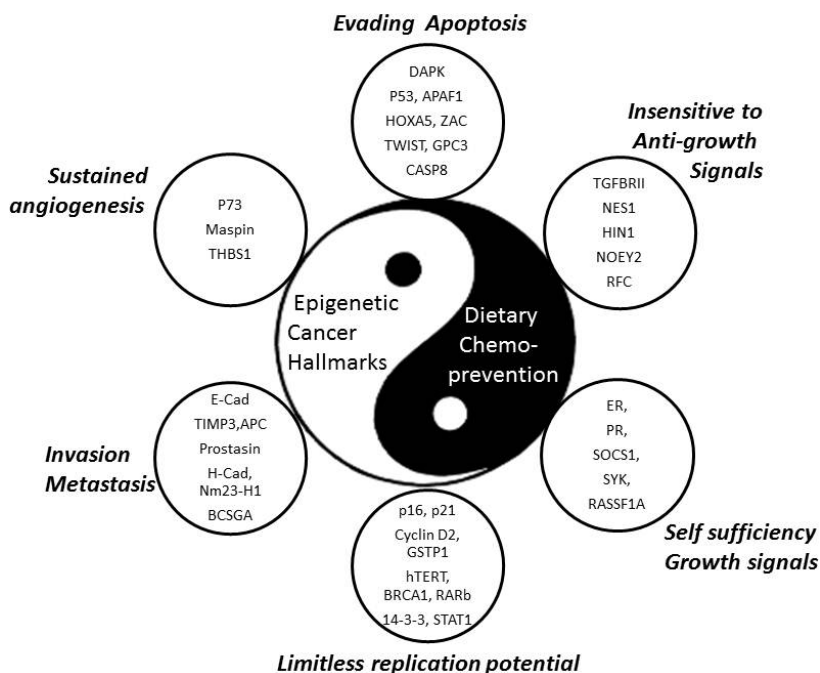 Evading Apoptosis
DAPK
P53, APAF1
HOXA5, ZAC
TWIST, GPC3
CASP8
Insensitive to
Anti-growth
Signals
TGFBRII
NES1
HIN1
NOEY2
RFC
Sustained
angiogenesis
P73
Maspin
THBS1
Epigenetic
Cancer
Hallmarks
Dietary
Chemo-
prevention
Invasion
Metastasis
E-Cad
TIMP3,APC
Prostasin
H-Cad,
Nm23-H1
BCSGA
ER,
PR,
SOCS1,
SYK,
RASSF1A
Self sufficiency
Growth signals
p16, p21
Cyclin D2,
GSTP1
hTERT,
BRCA1, RARb
14-3-3, STAT1
Limitless replication potential